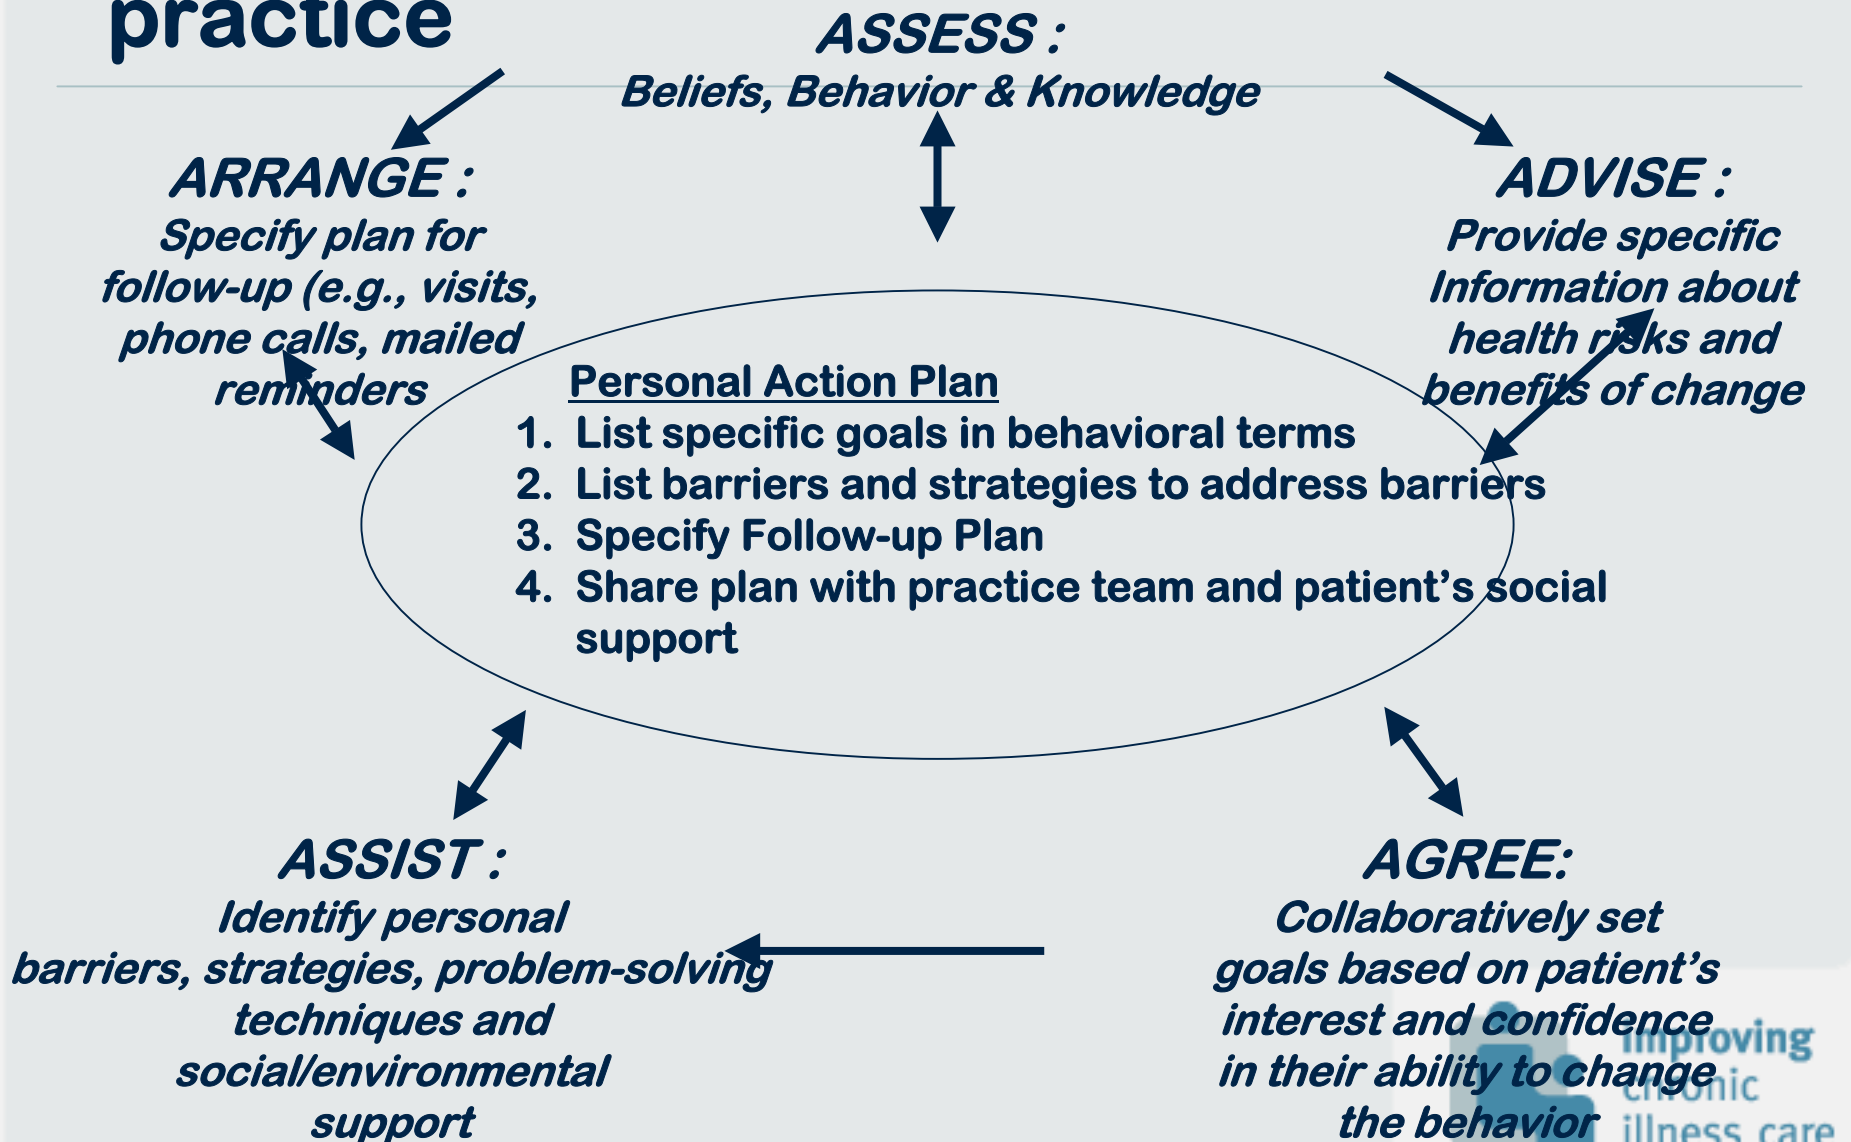 practice
ASSESS :
Beliefs, Behavior & Knowledge
ARRANGE :
Specify plan for
follow-up (e.g., visits,
phone calls, mailed
reminders
ADVISE :
Provide specific
Information about
health risks and
benefits of change
Personal Action Plan
1. List specific goals in behavioral terms
2. List barriers and strategies to address barriers
3. Specify Follow-up Plan
4. Share plan with practice team and patient’s social
support
ASSIST :
Identify personal
barriers, strategies, problem-solving
techniques and
social/environmental
support
AGREE:
Collaboratively set
goals based on patient’s
interest and confidence
in their ability to change
the behavior
improving
chronic
illness care